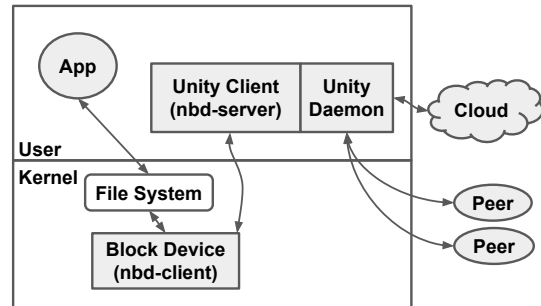 App
Unity Client
(nbd-server)
Unity
Daemon
Cloud
User
Kernel
File System
Block Device
(nbd-client)
Peer
Peer